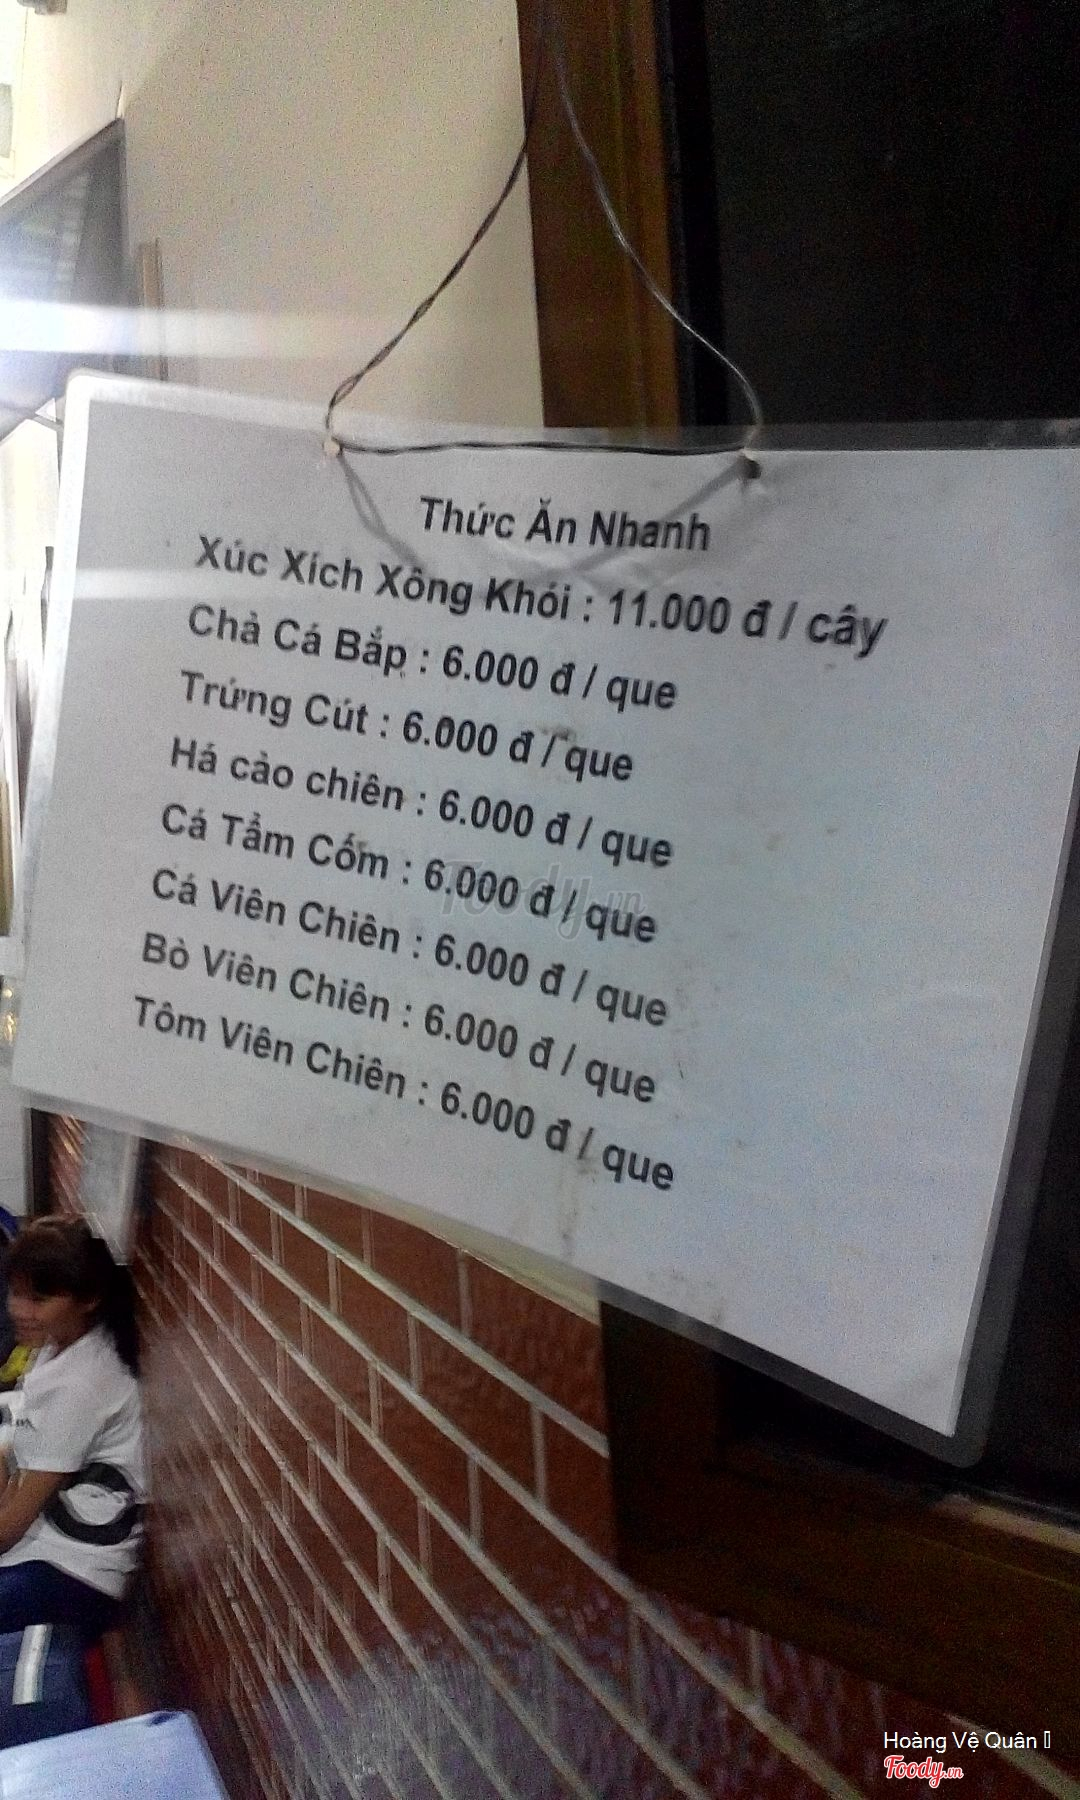 Thức Ăn Nhanh
Xúc Xích Xông Khói : 11.000 đ / cây
Chả Cá Bắp : 6.000 đ / que
Trứng Cút : 6.000 đ / que
Há cảo chiên : 6.000 đ / que
Cá Tẩm Cốm : 6.000 đ / que
Cá Viên Chiên : 6.000 đ / que
Bò Viên Chiên : 6.000 đ / que
Tôm Viên Chiên : 6.000 đ / que
Foody.vn
Hoàng Vệ Quân
Foody.vn